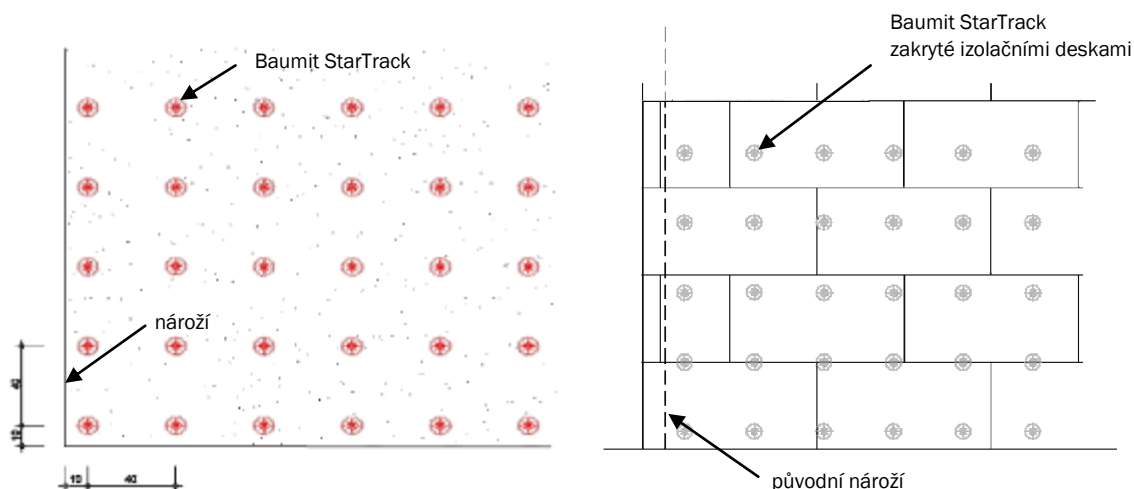 Baumit StarTrack
nároží
40
10
10
40
Baumit StarTrack
zakryté izolačními deskami
původní nároží